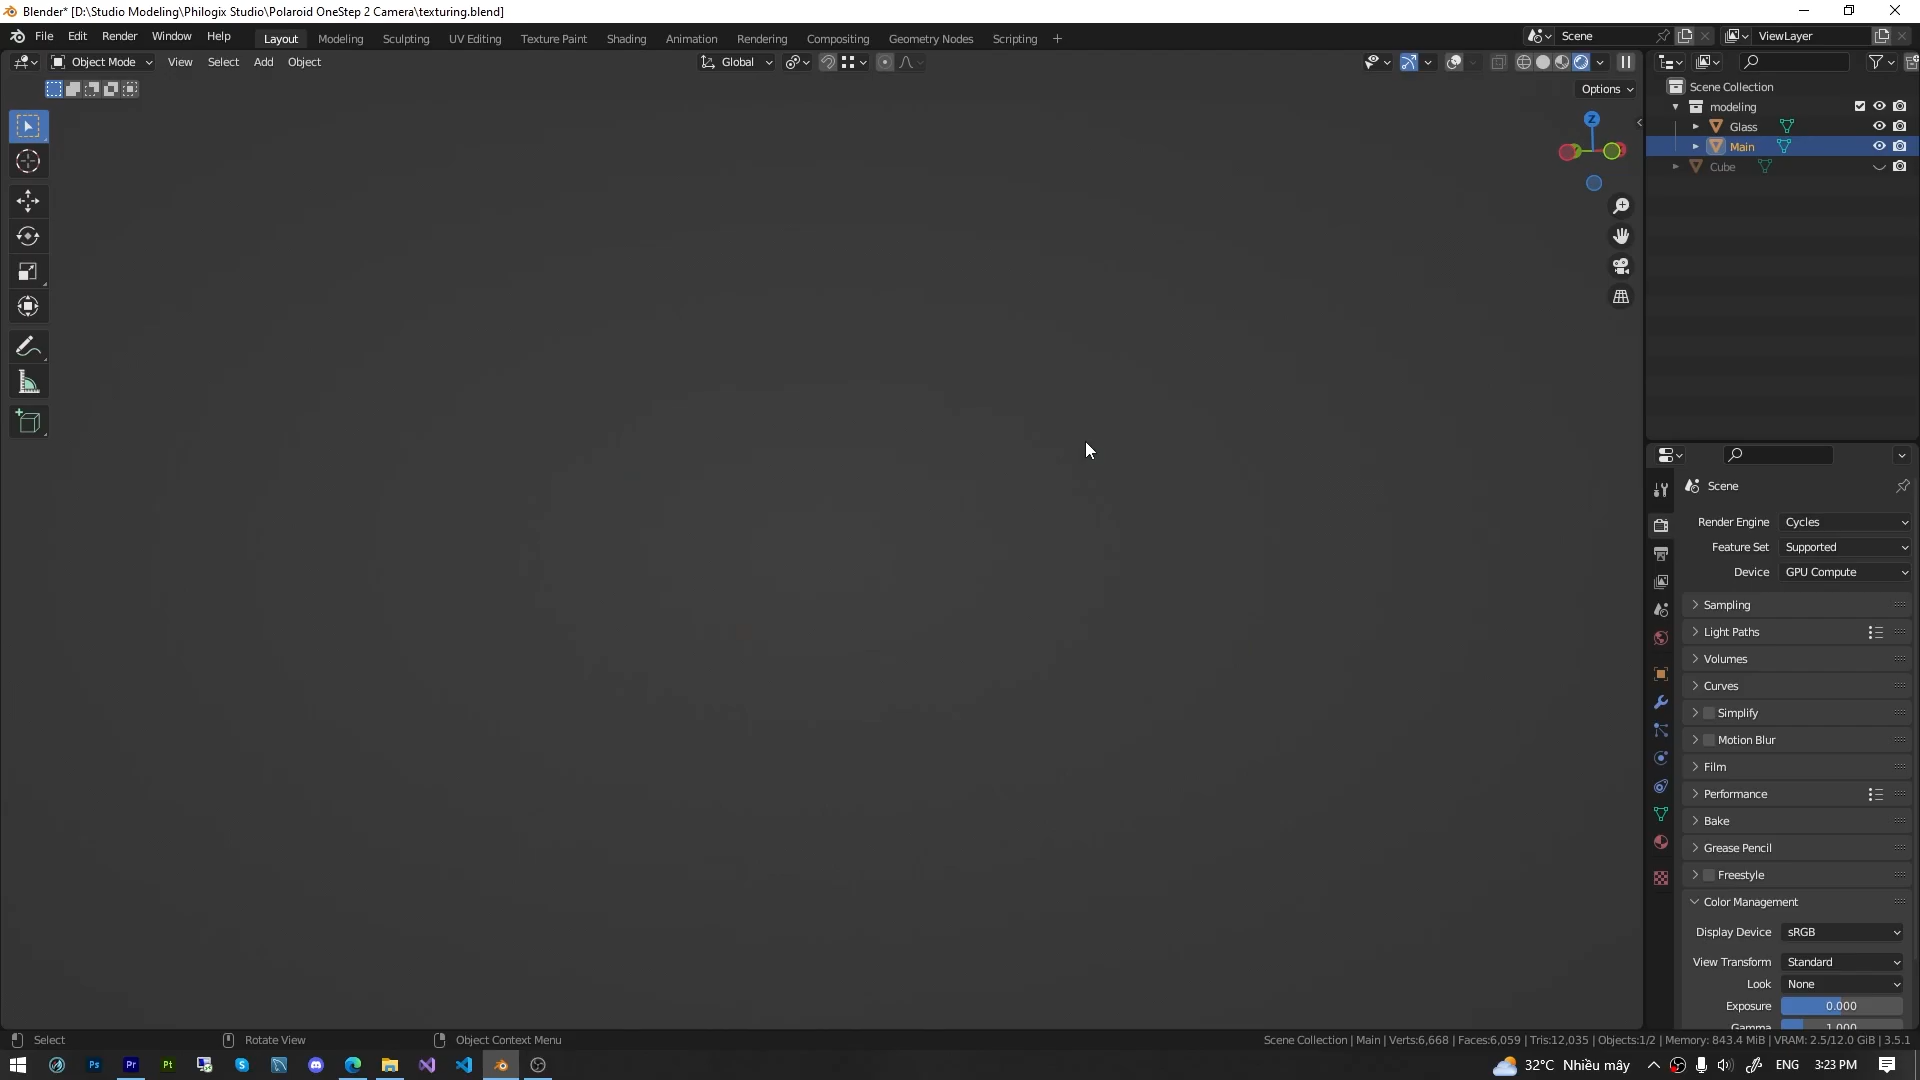 Blender* [D:\Studio Modeling\Philogix Studio\Polaroid OneStep 2 Camera\texturing.blend]
File Edit Render Window Help Layout Modeling Sculpting UV Editing Texture Paint Shading Animation Rendering Compositing Geometry Nodes Scripting + Scene ViewLayer
Object Mode View Select Add Object Global
Options
Z
Scene Collection
modeling
Glass
Main
Cube
Scene
Render Engine Cycles
Feature Set Supported
Device GPU Compute
Sampling
Light Paths
Volumes
Curves
Simplify
Motion Blur
Film
Performance
Bake
Grease Pencil
Freestyle
Color Management
Display Device sRGB
View Transform Standard
Look None
Exposure 0.000
Gamma 1.000
Select Rotate View Object Context Menu Scene Collection | Main | Verts:6,668 | Faces:6,059 | Tris:12,035 | Objects:1/2 | Memory: 843.4 MiB | VRAM: 2.5/12.0 GiB | 3.5.1
Ps Pr Pt 32°C Nhiều mây ENG 3:23 PM